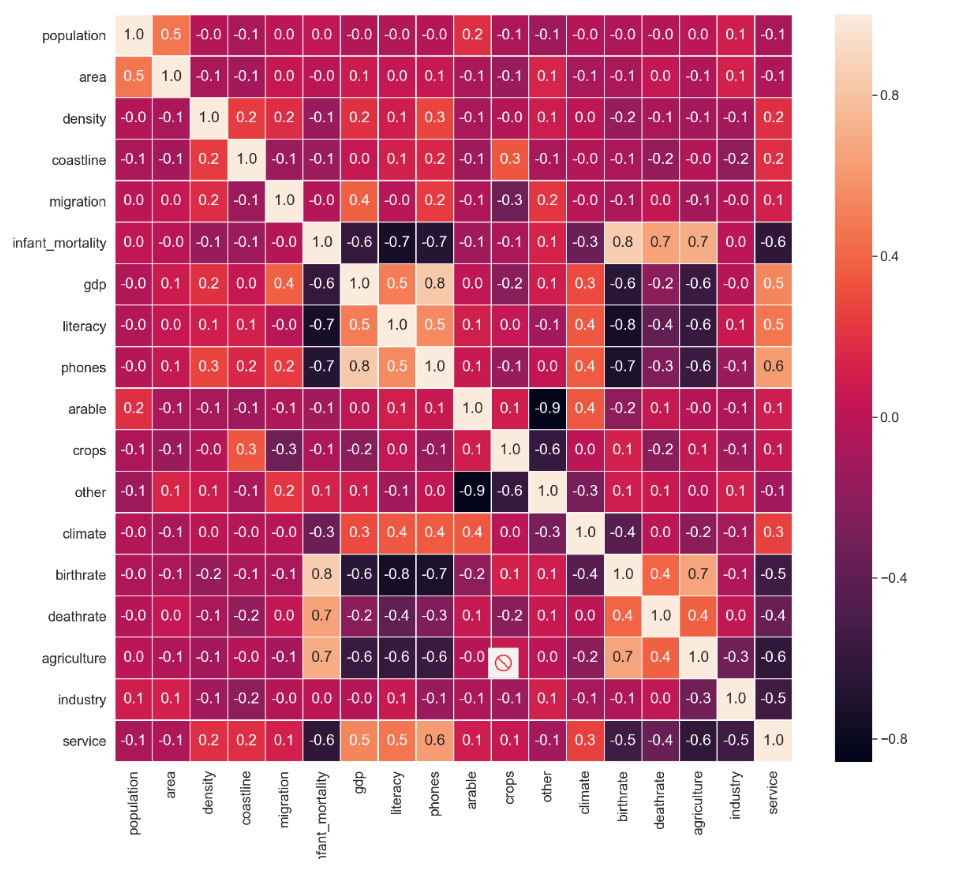 population 1.0 0.5 -0.0 -0.1 0.0 0.0 -0.0 -0.0 -0.0 0.2 -0.1 -0.1 -0.0 -0.0 -0.0 0.0 0.1 -0.1
area 0.5 1.0 -0.1 -0.1 0.0 -0.0 0.1 0.0 0.1 -0.1 -0.1 0.1 -0.1 -0.1 0.0 -0.1 0.1 -0.1
0.8
density -0.0 -0.1 1.0 0.2 0.2 -0.1 0.2 0.1 0.3 -0.1 -0.0 0.1 0.0 -0.2 -0.1 -0.1 -0.1 0.2
coastline -0.1 -0.1 0.2 1.0 -0.1 -0.1 0.0 0.1 0.2 -0.1 0.3 -0.1 -0.0 -0.1 -0.2 -0.0 -0.2 0.2
migration 0.0 0.0 0.2 -0.1 1.0 -0.0 0.4 -0.0 0.2 -0.1 -0.3 0.2 -0.0 -0.1 0.0 -0.1 -0.0 0.1
infant_mortality 0.0 -0.0 -0.1 -0.1 -0.0 1.0 -0.6 -0.7 -0.7 -0.1 -0.1 0.1 -0.3 0.8 0.7 0.7 0.0 -0.6
0.4
gdp -0.0 0.1 0.2 0.0 0.4 -0.6 1.0 0.5 0.8 0.0 -0.2 0.1 0.3 -0.6 -0.2 -0.6 -0.0 0.5
literacy -0.0 0.0 0.1 0.1 -0.0 -0.7 0.5 1.0 0.5 0.1 0.0 -0.1 0.4 -0.8 -0.4 -0.6 0.1 0.5
phones -0.0 0.1 0.3 0.2 0.2 -0.7 0.8 0.5 1.0 0.1 -0.1 0.0 0.4 -0.7 -0.3 -0.6 -0.1 0.6
arable 0.2 -0.1 -0.1 -0.1 -0.1 -0.1 0.0 0.1 0.1 1.0 0.1 -0.9 0.4 -0.2 0.1 -0.0 -0.1 0.1
0.0
crops -0.1 -0.1 -0.0 0.3 -0.3 -0.1 -0.2 0.0 -0.1 0.1 1.0 -0.6 0.0 0.1 -0.2 0.1 -0.1 0.1
other -0.1 0.1 0.1 -0.1 0.2 0.1 0.1 -0.1 0.0 -0.9 -0.6 1.0 -0.3 0.1 0.1 0.0 0.1 -0.1
climate -0.0 -0.1 0.0 -0.0 -0.0 -0.3 0.3 0.4 0.4 0.4 0.0 -0.3 1.0 -0.4 0.0 -0.2 -0.1 0.3
birthrate -0.0 -0.1 -0.2 -0.1 -0.1 0.8 -0.6 -0.8 -0.7 -0.2 0.1 0.1 -0.4 1.0 0.4 0.7 -0.1 -0.5
-0.4
deathrate -0.0 0.0 -0.1 -0.2 0.0 0.7 -0.2 -0.4 -0.3 0.1 -0.2 0.1 0.0 0.4 1.0 0.4 0.0 -0.4
agriculture 0.0 -0.1 -0.1 -0.0 -0.1 0.7 -0.6 -0.6 -0.6 -0.0 0.0 -0.2 0.7 0.4 1.0 -0.3 -0.6
industry 0.1 0.1 -0.1 -0.2 -0.0 0.0 -0.0 0.1 -0.1 -0.1 -0.1 0.1 -0.1 -0.1 0.0 -0.3 1.0 -0.5
service -0.1 -0.1 0.2 0.2 0.1 -0.6 0.5 0.5 0.6 0.1 0.1 -0.1 0.3 -0.5 -0.4 -0.6 -0.5 1.0
-0.8
population
area
density
coastline
migration
nfant_mortality
gdp
literacy
phones
arable
crops
other
climate
birthrate
deathrate
agriculture
industry
service